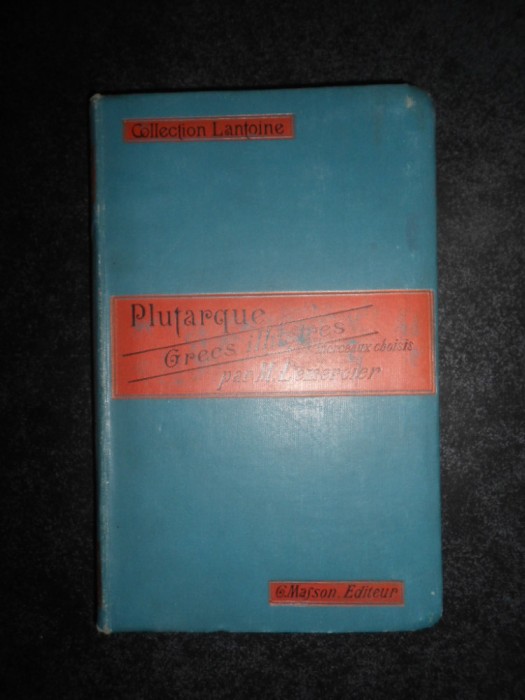 Collection Lantoine
Plutarque
Grecs illustres
Morceaux choisis
par M. Lemercier
G. Masson, Editeur